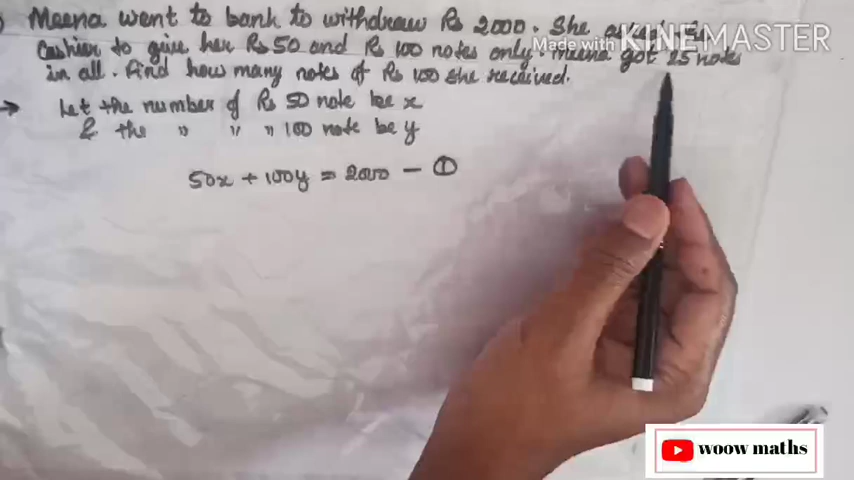 Meena went to bank to withdraw Rs 2000. She
Made with KINEMASTER
Cashier to give her Rs 50 and Rs 100 notes only. Meena got 25 notes
in all. Find how many notes of Rs 100 she received.
→ Let the number of Rs 50 note be x
& the " " " 100 note be y
50x + 100y = 2000 — ①
woow maths